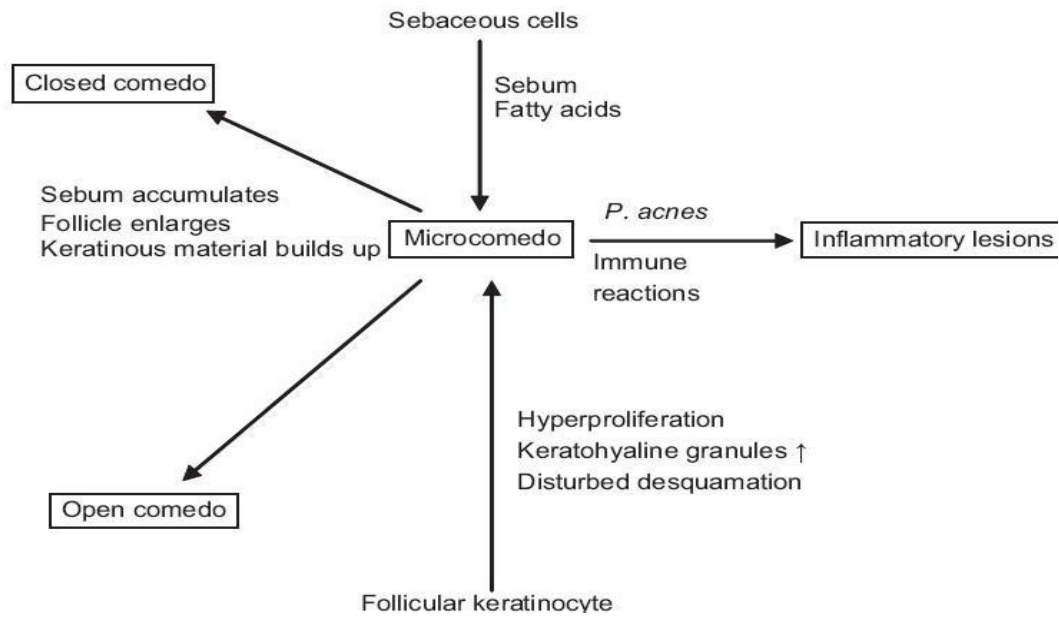 Sebaceous cells
Closed comedo
Sebum
Fatty acids
Sebum accumulates
Follicle enlarges
Keratinous material builds up
Microcomedo
P. acnes
Immune
reactions
Inflammatory lesions
Hyperproliferation
Keratohyaline granules ↑
Disturbed desquamation
Open comedo
Follicular keratinocyte